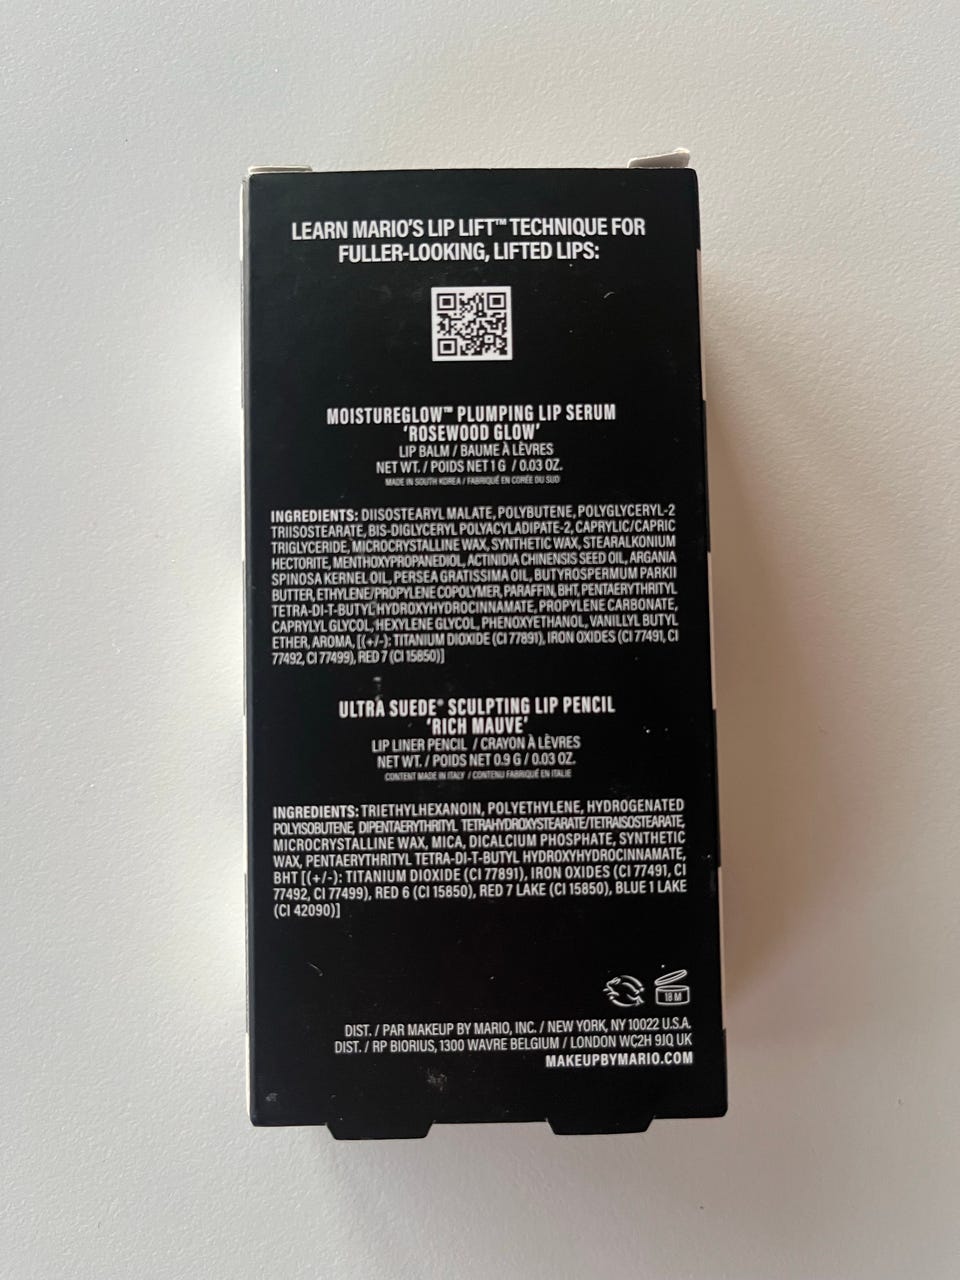 LEARN MARIO'S LIP LIFT™ TECHNIQUE FOR
FULLER-LOOKING, LIFTED LIPS:
MOISTUREGLOW™ PLUMPING LIP SERUM
'ROSEWOOD GLOW'
LIP BALM / BAUME À LÈVRES
NET WT. / POIDS NET 1 G / 0.03 OZ.
MADE IN SOUTH KOREA / FABRIQUÉ EN CORÉE DU SUD
INGREDIENTS: DIISOSTEARYL MALATE, POLYBUTENE, POLYGLYCERYL-2
TRIISOSTEARATE, BIS-DIGLYCERYL POLYACYLADIPATE-2, CAPRYLIC/CAPRIC
TRIGLYCERIDE, MICROCRYSTALLINE WAX, SYNTHETIC WAX, STEARALKONIUM
HECTORITE, MENTHOXYPROPANEDIOL, ACTINIDIA CHINENSIS SEED OIL, ARGANIA
SPINOSA KERNEL OIL, PERSEA GRATISSIMA OIL, BUTYROSPERMUM PARKII
BUTTER, ETHYLENE/PROPYLENE COPOLYMER, PARAFFIN, BHT, PENTAERYTHRITYL
TETRA-DI-T-BUTYL HYDROXYHYDROCINNAMATE, PROPYLENE CARBONATE,
CAPRYLYL GLYCOL, HEXYLENE GLYCOL, PHENOXYETHANOL, VANILLYL BUTYL
ETHER, AROMA, [(+/-): TITANIUM DIOXIDE (CI 77891), IRON OXIDES (CI 77491, CI
77492, CI 77499), RED 7 (CI 15850)]
ULTRA SUEDE® SCULPTING LIP PENCIL
'RICH MAUVE'
LIP LINER PENCIL / CRAYON À LÈVRES
NET WT. / POIDS NET 0.9 G / 0.03 OZ.
CONTENT MADE IN ITALY / CONTENU FABRIQUÉ EN ITALIE
INGREDIENTS: TRIETHYLHEXANOIN, POLYETHYLENE, HYDROGENATED
POLYISOBUTENE, DIPENTAERYTHRITYL TETRAHYDROXYSTEARATE/TETRAISOSTEARATE,
MICROCRYSTALLINE WAX, MICA, DICALCIUM PHOSPHATE, SYNTHETIC
WAX, PENTAERYTHRITYL TETRA-DI-T-BUTYL HYDROXYHYDROCINNAMATE,
BHT [(+/-): TITANIUM DIOXIDE (CI 77891), IRON OXIDES (CI 77491, CI
77492, CI 77499), RED 6 (CI 15850), RED 7 LAKE (CI 15850), BLUE 1 LAKE
(CI 42090)]
18 M
DIST. / PAR MAKEUP BY MARIO, INC. / NEW YORK, NY 10022 U.S.A.
DIST. / RP BIORIUS, 1300 WAVRE BELGIUM / LONDON WC2H 9JQ UK
MAKEUPBYMARIO.COM